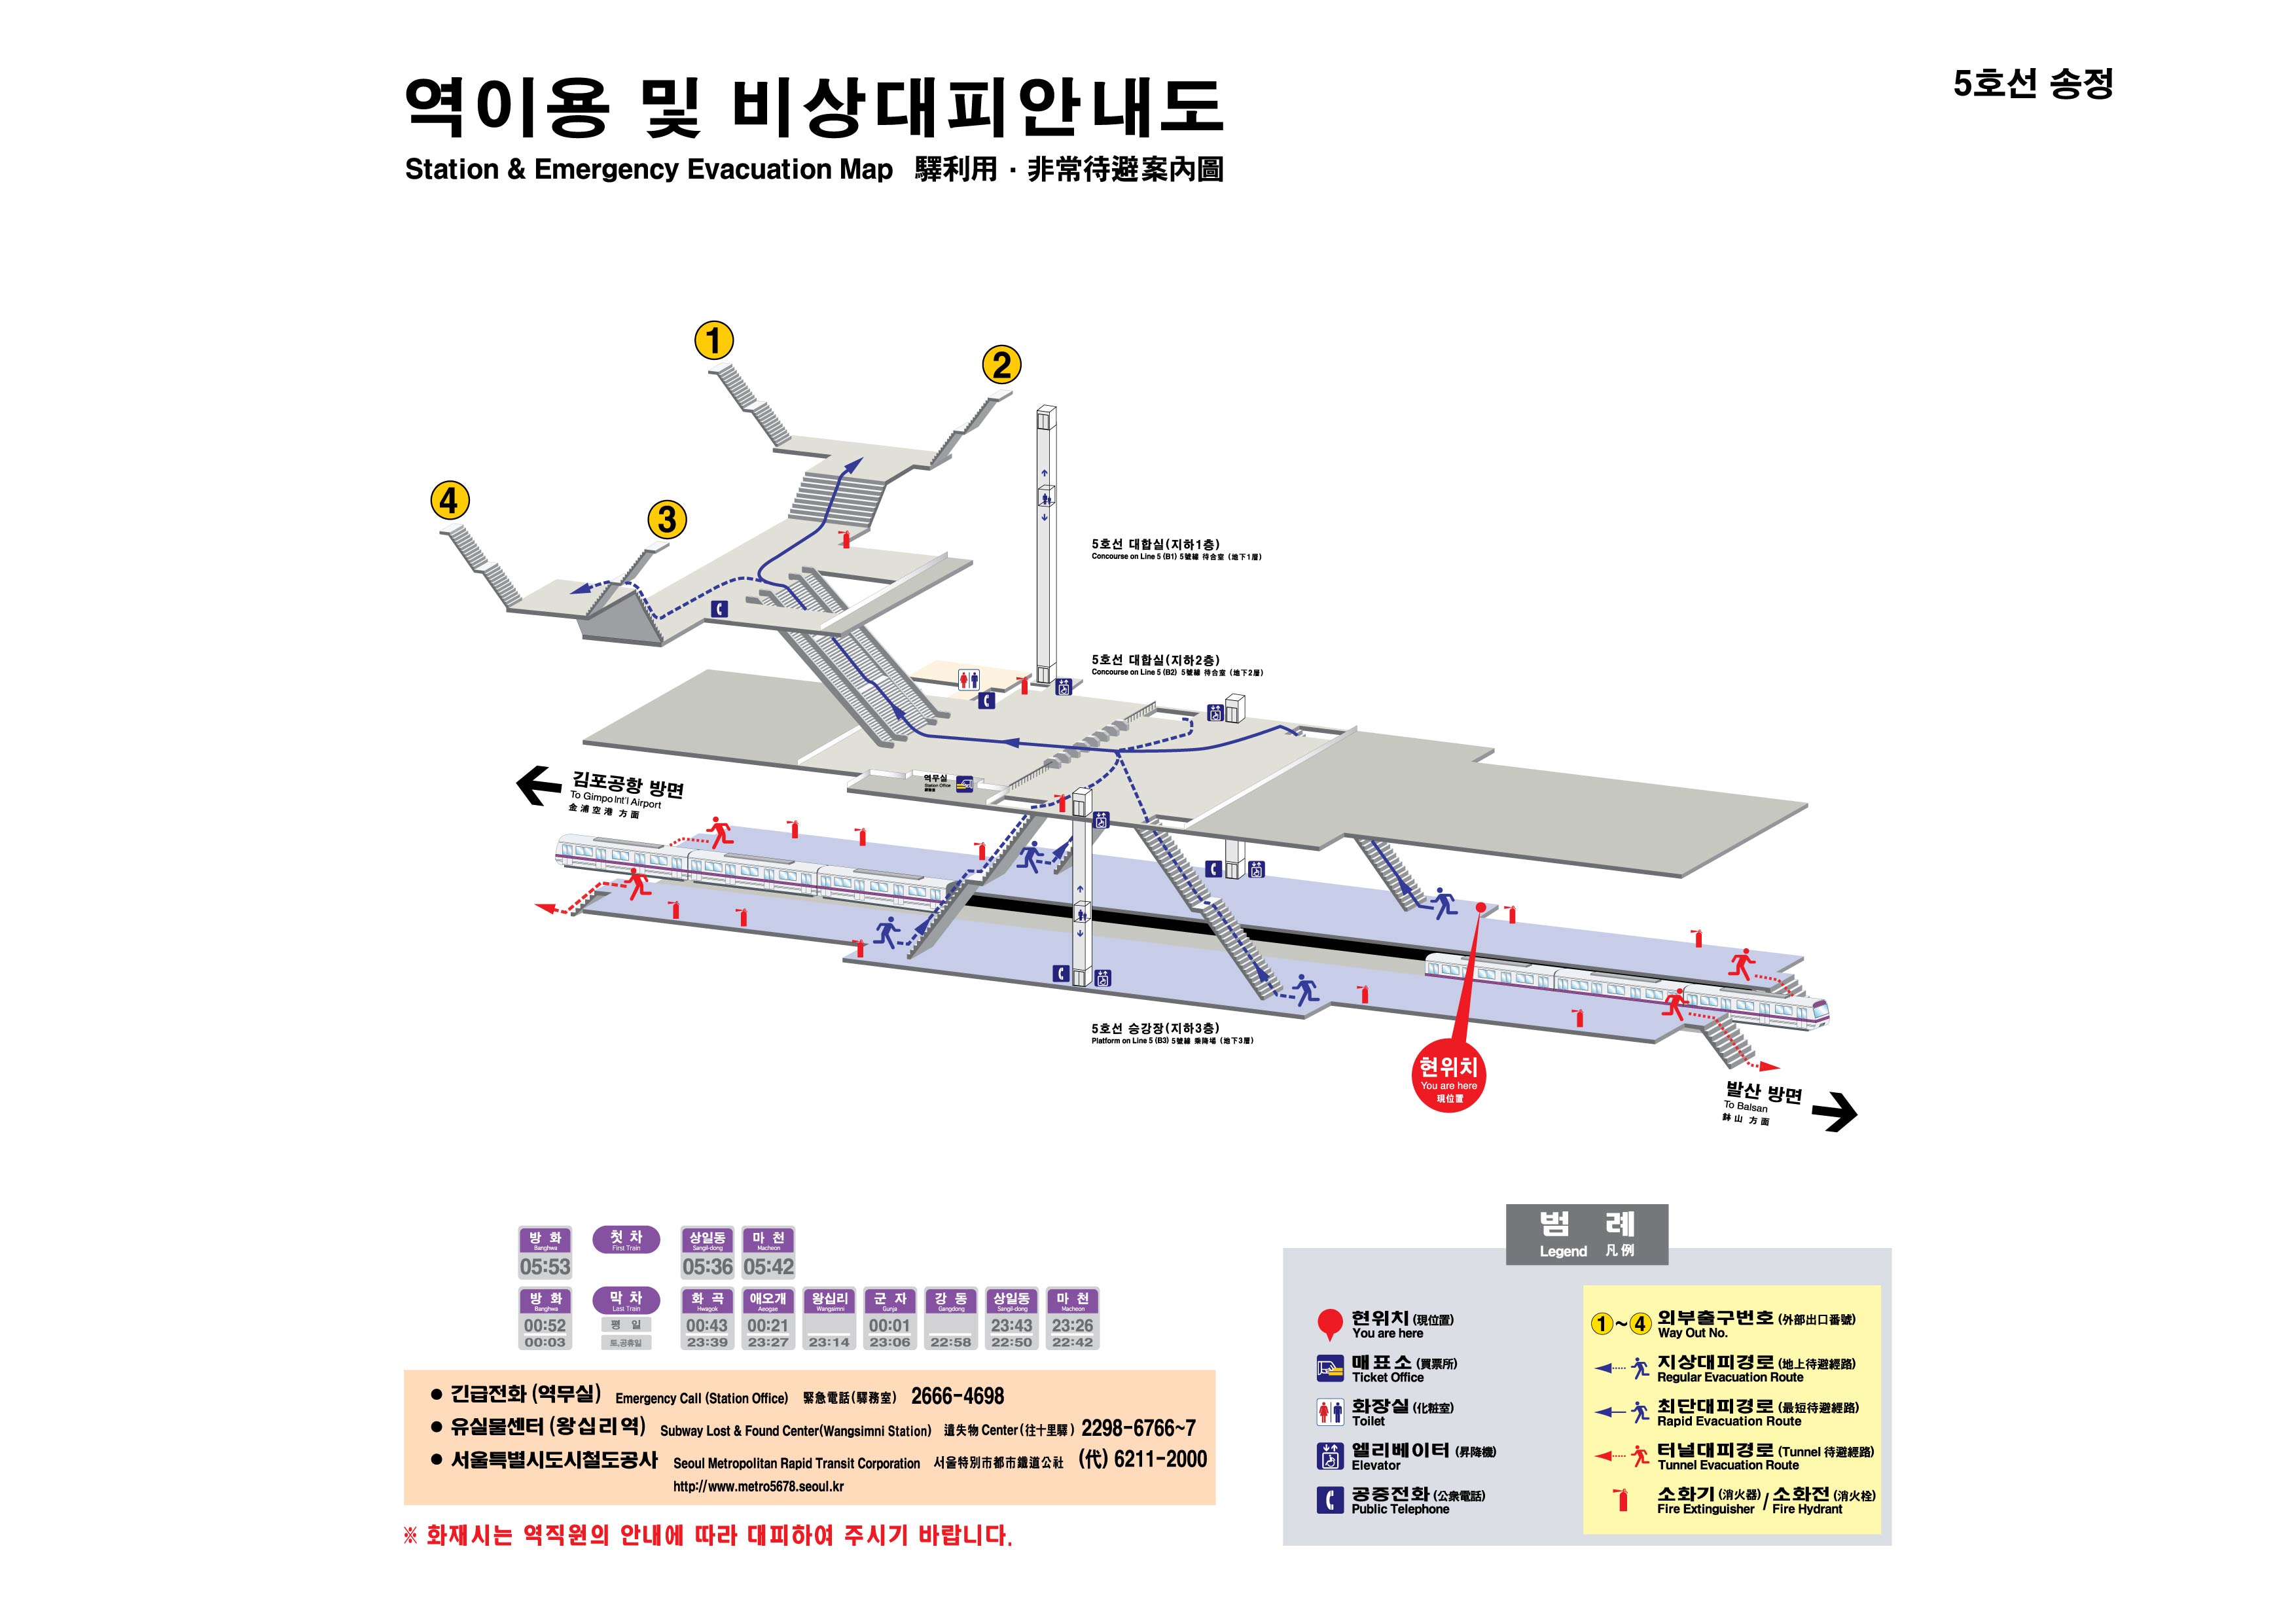 역이용 및 비상대피안내도
Station & Emergency Evacuation Map 驛利用 · 非常待避案內圖
5호선 송정
1
2
4
3
5호선 대합실(지하1층)
Concourse on Line 5 (B1) 5號線 待合室 (地下1層)
5호선 대합실(지하2층)
Concourse on Line 5 (B2) 5號線 待合室 (地下2層)
역무실
Station Office
김포공항 방면
To Gimpo Int'l Airport
金浦空港 方面
5호선 승강장(지하3층)
Platform on Line 5 (B3) 5號線 乘降場 (地下3層)
현위치
You are here
現位置
발산 방면
To Balsan
鉢山 方面
방 화 첫 차 상일동 마 천
Banghwa First Train Sangil-dong Macheon
05:53 05:36 05:42
방 화 막 차 화 곡 애오개 왕십리 군 자 강 동 상일동 마 천
Banghwa Last Train Hwagok Aeogae Wangsimni Gunja Gangdong Sangil-dong Macheon
00:52 평 일 00:43 00:21 00:01 23:43 23:26
00:03 토,공휴일 23:39 23:27 23:14 23:06 22:58 22:50 22:42
● 긴급전화 (역무실) Emergency Call (Station Office) 緊急電話(驛務室) 2666-4698
● 유실물센터 (왕십리역) Subway Lost & Found Center(Wangsimni Station) 遺失物 Center (往十里驛) 2298-6766~7
● 서울특별시도시철도공사 Seoul Metropolitan Rapid Transit Corporation 서울特別市都市鐵道公社 (代) 6211-2000
http://www.metro5678.seoul.kr
※ 화재시는 역직원의 안내에 따라 대피하여 주시기 바랍니다.
범 례
Legend 凡例
현위치 (現位置)
You are here
매표소 (買票所)
Ticket Office
화장실 (化粧室)
Toilet
엘리베이터 (昇降機)
Elevator
공중전화 (公衆電話)
Public Telephone
1~4 외부출구번호 (外部出口番號)
Way Out No.
지상대피경로 (地上待避經路)
Regular Evacuation Route
최단대피경로 (最短待避經路)
Rapid Evacuation Route
터널대피경로 (Tunnel 待避經路)
Tunnel Evacuation Route
소화기 (消火器) / 소화전 (消火栓)
Fire Extinguisher / Fire Hydrant